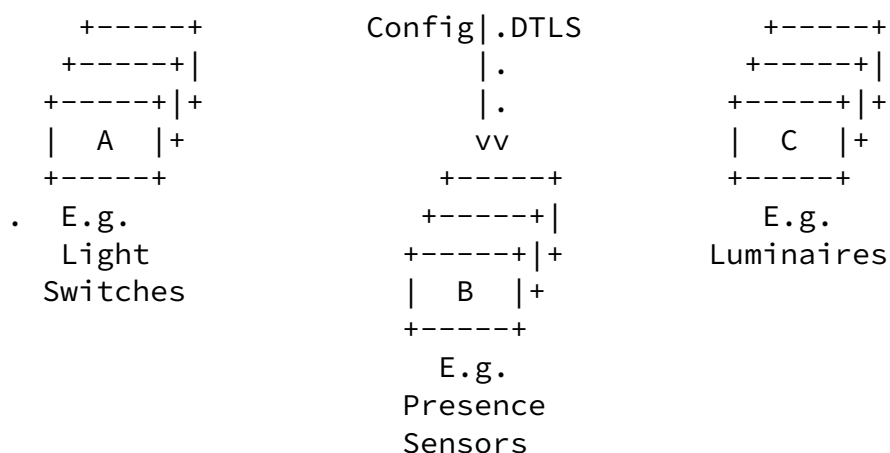 +-----+         Config|.DTLS          +-----+
   +-----+|               |.             +-----+|
  +-----+|+               |.            +-----+|+
  |  A  |+                vv            |  C  |+
  +-----+               +-----+         +-----+
.  E.g.                +-----+|           E.g.
   Light              +-----+|+        Luminaires
  Switches            |  B  |+
                      +-----+
                        E.g.
                      Presence
                      Sensors